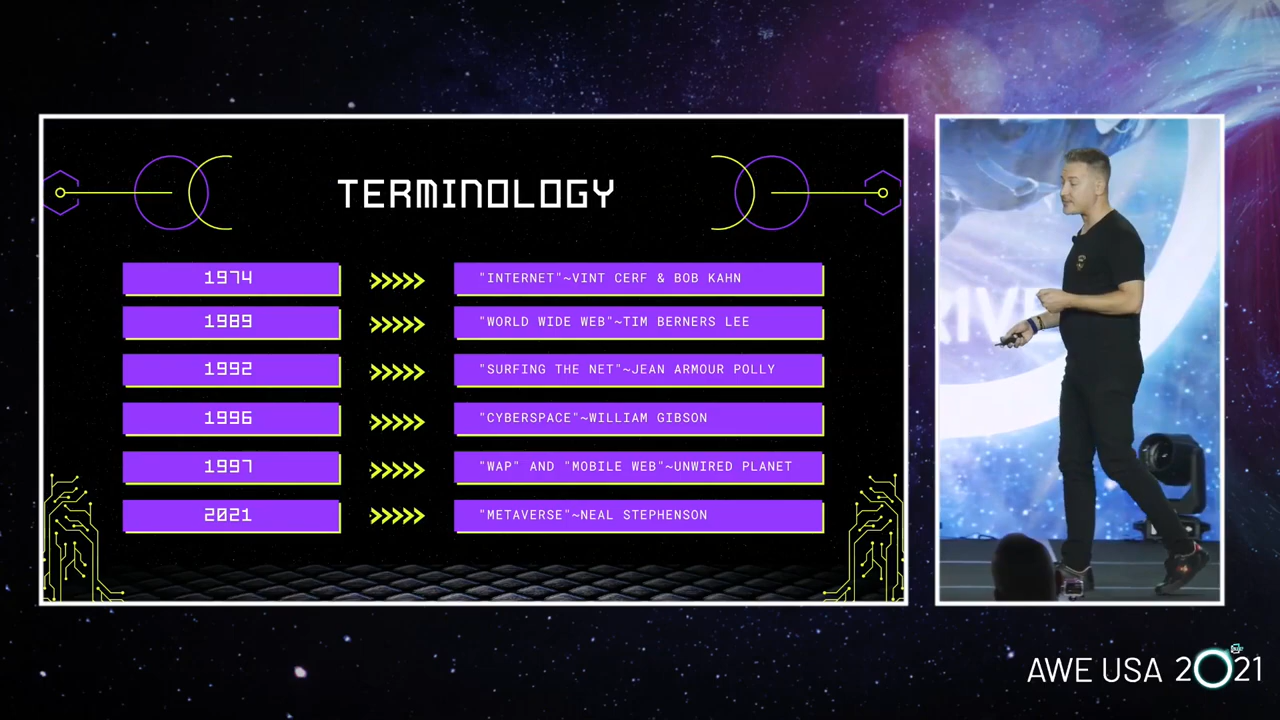 TERMINOLOGY
1974 >>>>> "INTERNET"~VINT CERF & BOB KAHN
1989 >>>>> "WORLD WIDE WEB"~TIM BERNERS LEE
1992 >>>>> "SURFING THE NET"~JEAN ARMOUR POLLY
1996 >>>>> "CYBERSPACE"~WILLIAM GIBSON
1997 >>>>> "WAP" AND "MOBILE WEB"~UNWIRED PLANET
2021 >>>>> "METAVERSE"~NEAL STEPHENSON
AWE USA 2021